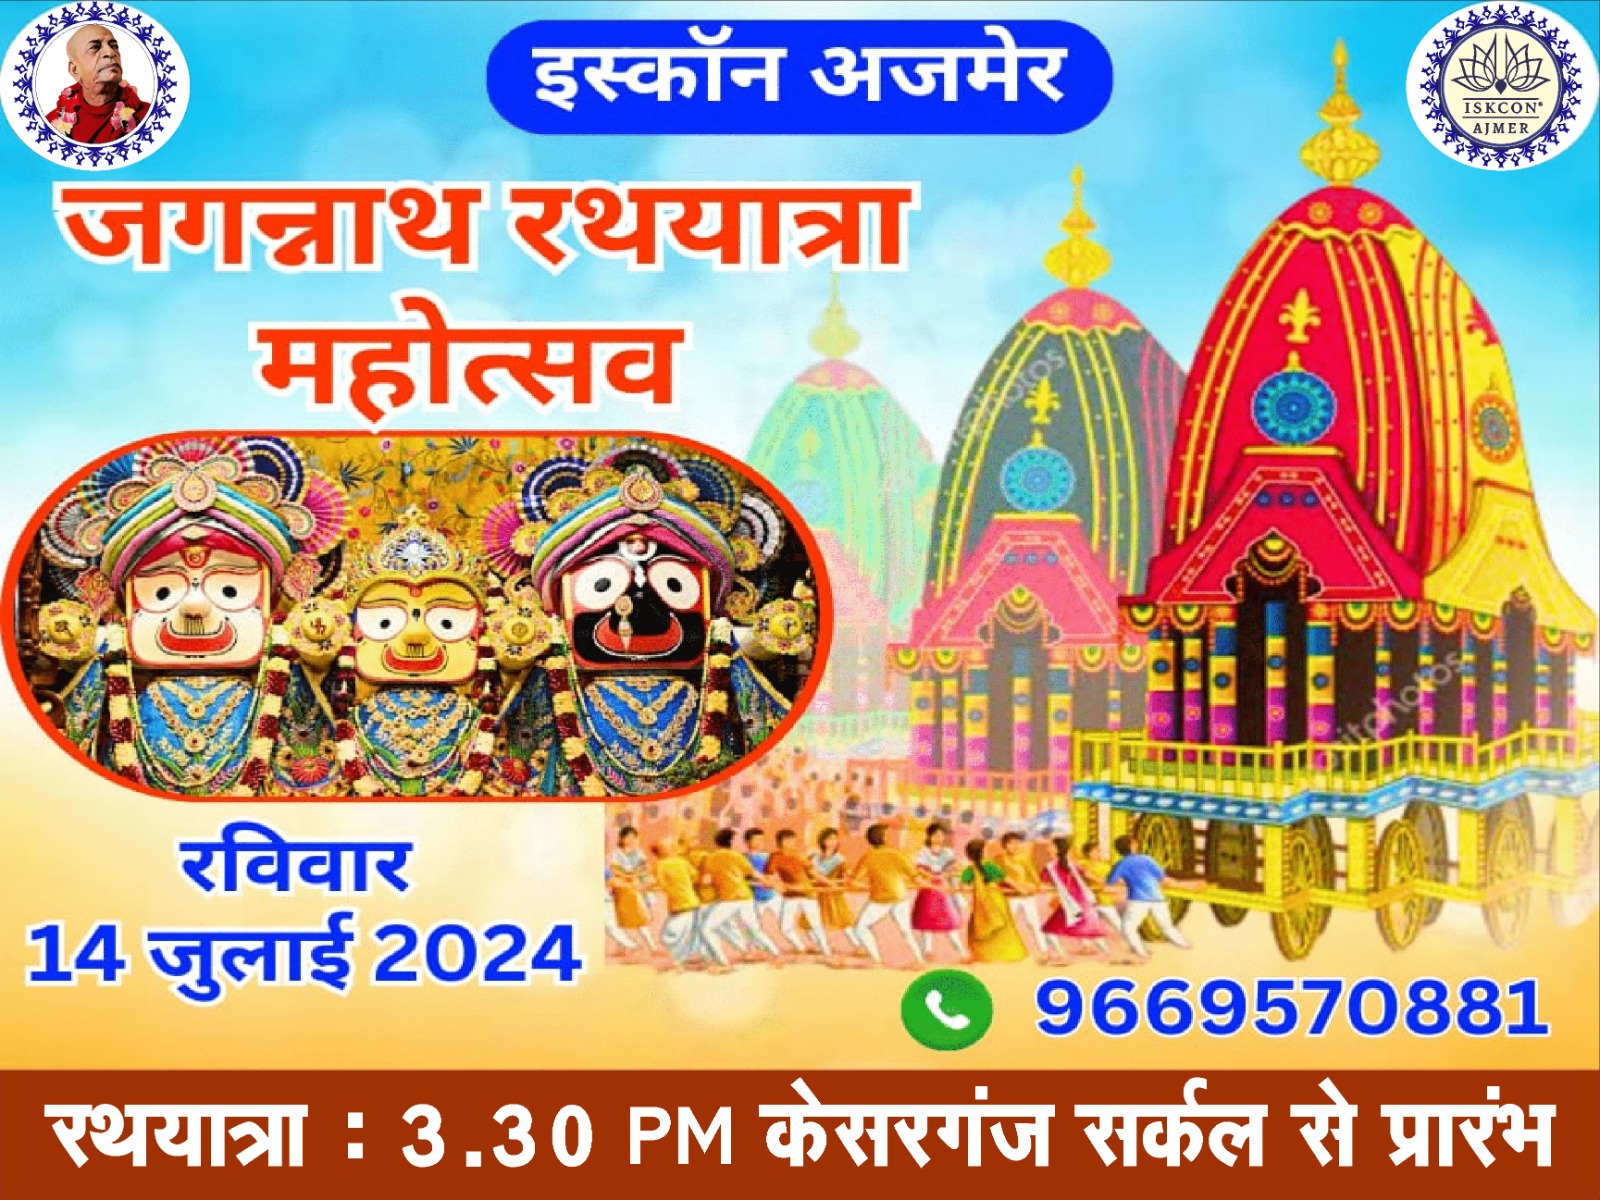 इस्कॉन अजमेर
ISKCON®
AJMER
जगन्नाथ रथयात्रा
महोत्सव
रविवार
14 जुलाई 2024
9669570881
रथयात्रा : 3.30 PM केसरगंज सर्कल से प्रारंभ